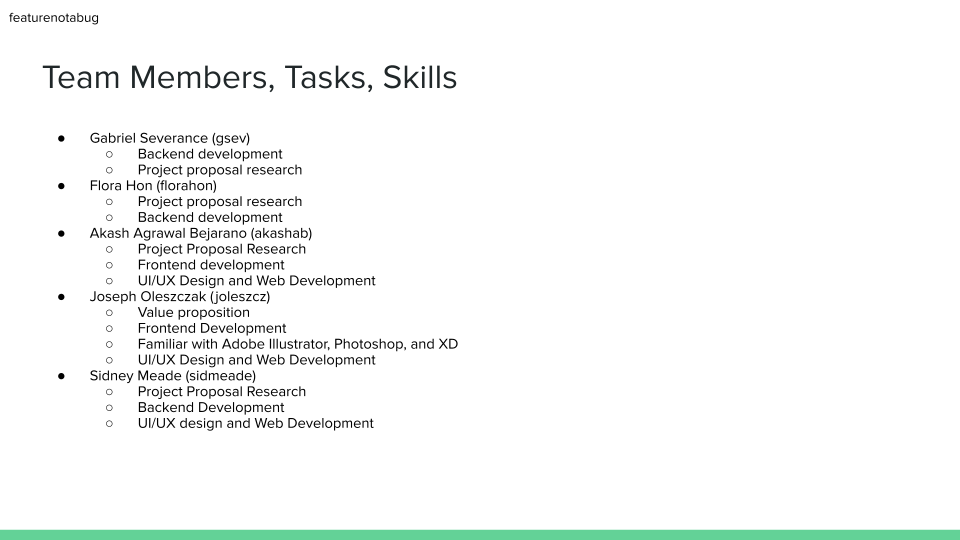 featurenotabug
Team Members, Tasks, Skills
● Gabriel Severance (gsev)
○ Backend development
○ Project proposal research
● Flora Hon (florahon)
○ Project proposal research
○ Backend development
● Akash Agrawal Bejarano (akashab)
○ Project Proposal Research
○ Frontend development
○ UI/UX Design and Web Development
● Joseph Oleszczak (joleszcz)
○ Value proposition
○ Frontend Development
○ Familiar with Adobe Illustrator, Photoshop, and XD
○ UI/UX Design and Web Development
● Sidney Meade (sidmeade)
○ Project Proposal Research
○ Backend Development
○ UI/UX design and Web Development